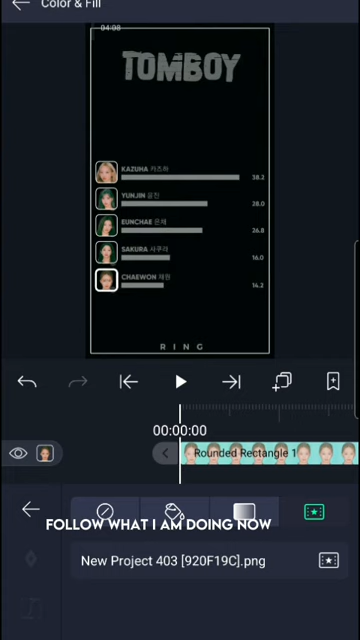 Color & Fill
04:08
TOMBOY
KAZUHA 카즈하
38.2
YUNJIN 윤진
28.0
EUNCHAE 은채
26.8
SAKURA 사쿠라
16.0
CHAEWON 채원
14.2
RING
00:00:00
Rounded Rectangle 1
FOLLOW WHAT I AM DOING NOW
New Project 403 [920F19C].png